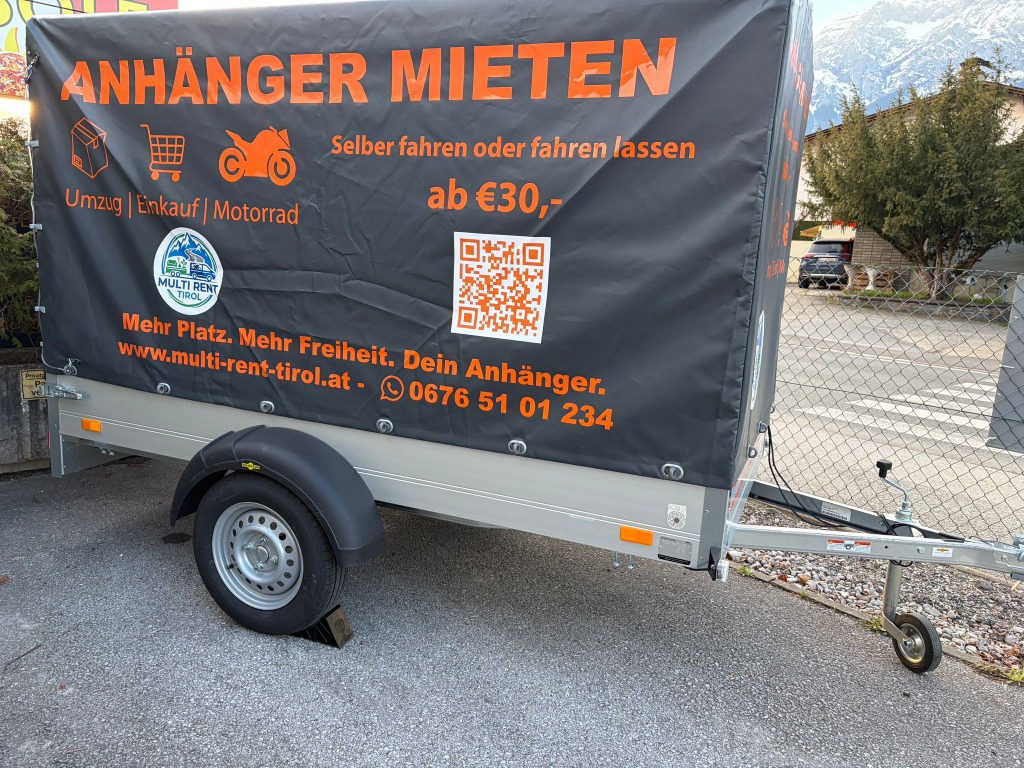 ANHÄNGER MIETEN
Selber fahren oder fahren lassen
ab €30,-
Umzug | Einkauf | Motorrad
MULTI RENT
TIROL
Mehr Platz. Mehr Freiheit. Dein Anhänger.
www.multi-rent-tirol.at - 0676 51 01 234